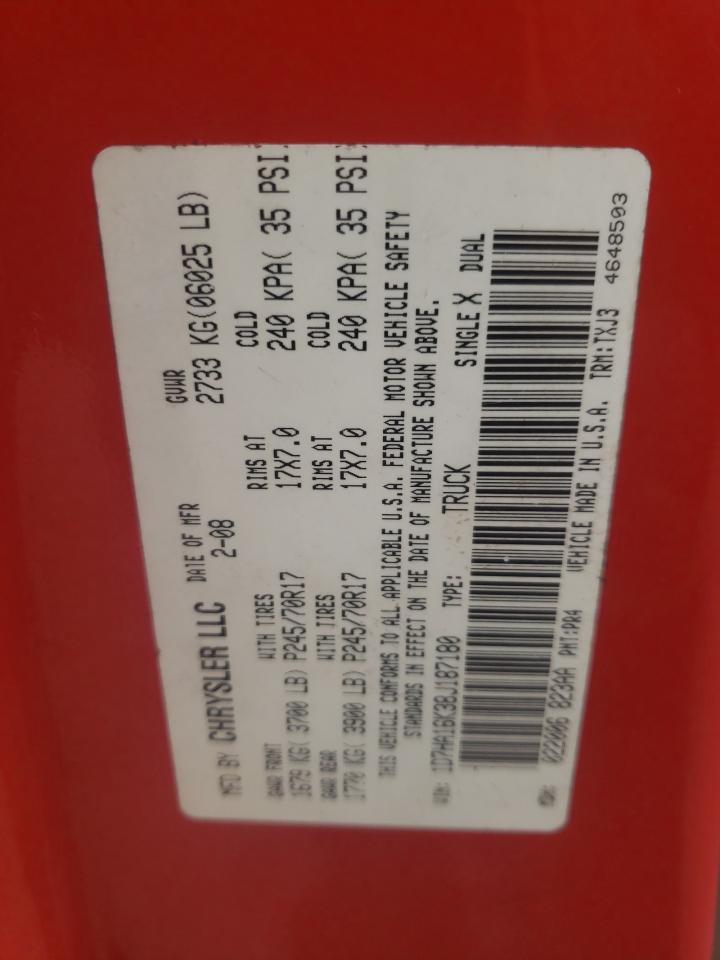 MFD BY CHRYSLER LLC DATE OF MFR 2-08 GVWR 2733 KG(06025 LB)
GAWR FRONT WITH TIRES RIMS AT COLD
1679 KG( 3700 LB) P245/70R17 17X7.0 240 KPA( 35 PSI)
GAWR REAR WITH TIRES RIMS AT COLD
1770 KG( 3900 LB) P245/70R17 17X7.0 240 KPA( 35 PSI)
THIS VEHICLE CONFORMS TO ALL APPLICABLE U.S.A. FEDERAL MOTOR VEHICLE SAFETY
STANDARDS IN EFFECT ON THE DATE OF MANUFACTURE SHOWN ABOVE.
VIN: 1D7HA18K38J187180 TYPE: TRUCK SINGLE X DUAL
MDH: 022006 823AA PNT:PR4 VEHICLE MADE IN U.S.A. TRM:TXJ3 4648503